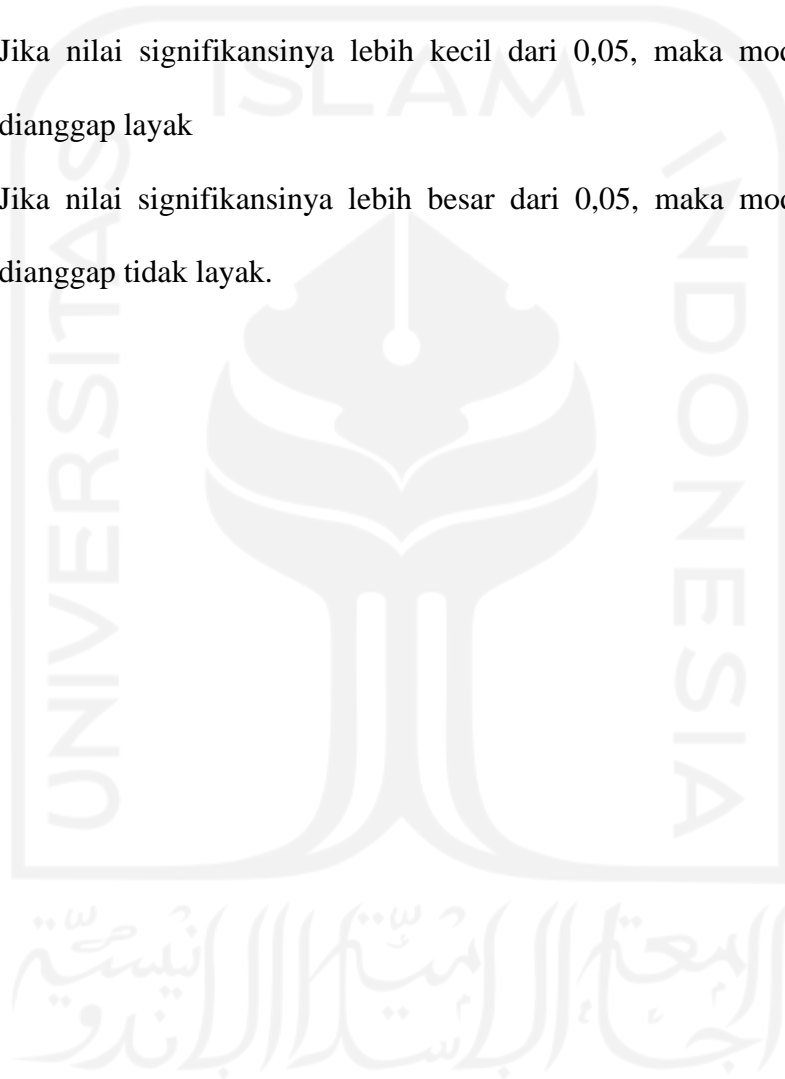 Jika nilai signifikansinya lebih kecil dari 0,05, maka mod
dianggap layak
Jika nilai signifikansinya lebih besar dari 0,05, maka mod
dianggap tidak layak.
ISLAM
UNIVERSITAS
INDONESIA